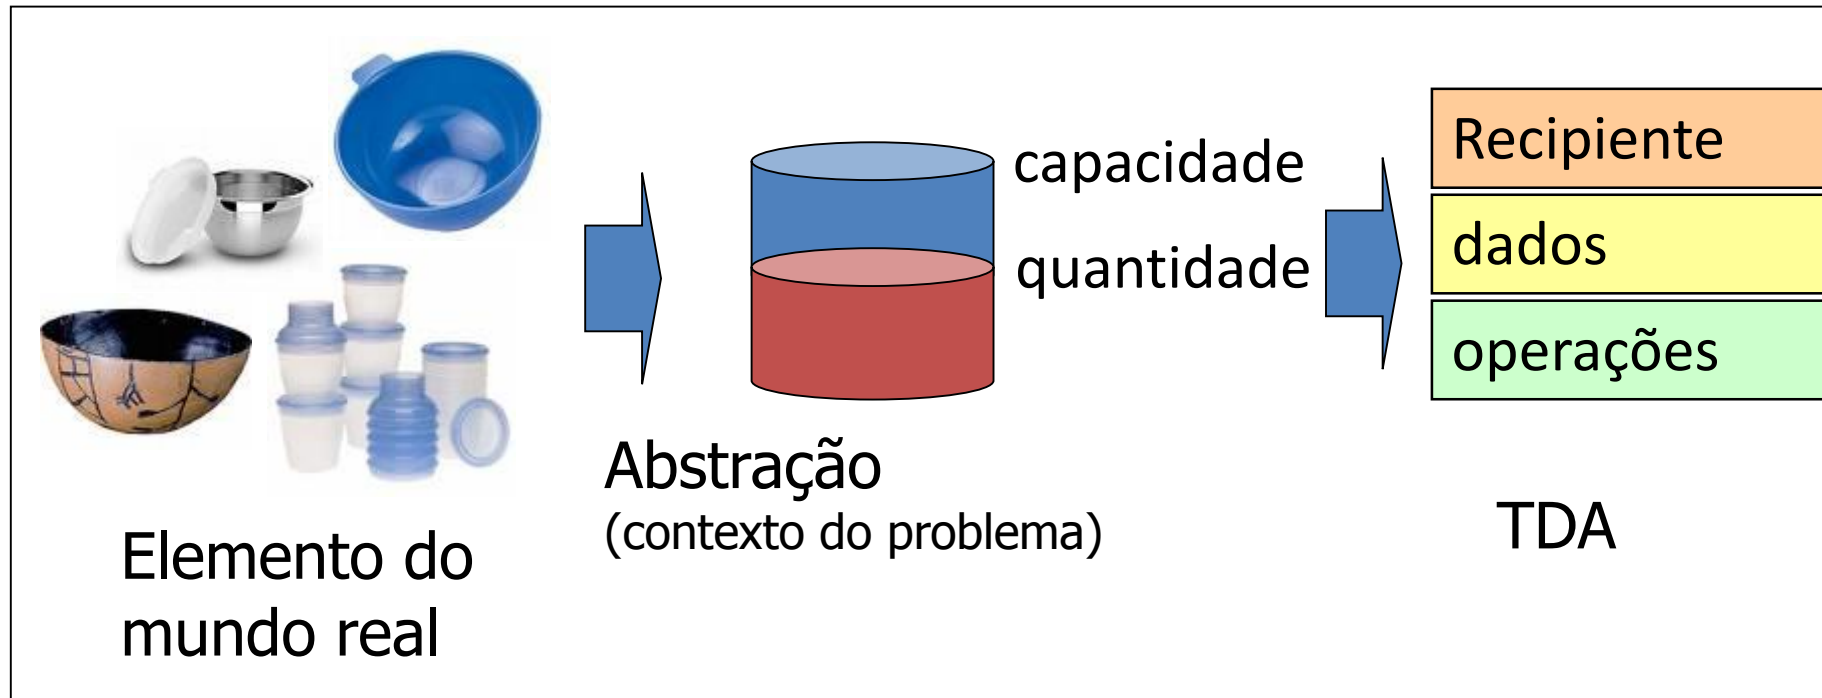 Elemento do
mundo real
capacidade
quantidade
Abstração
(contexto do problema)
Recipiente
dados
operações
TDA